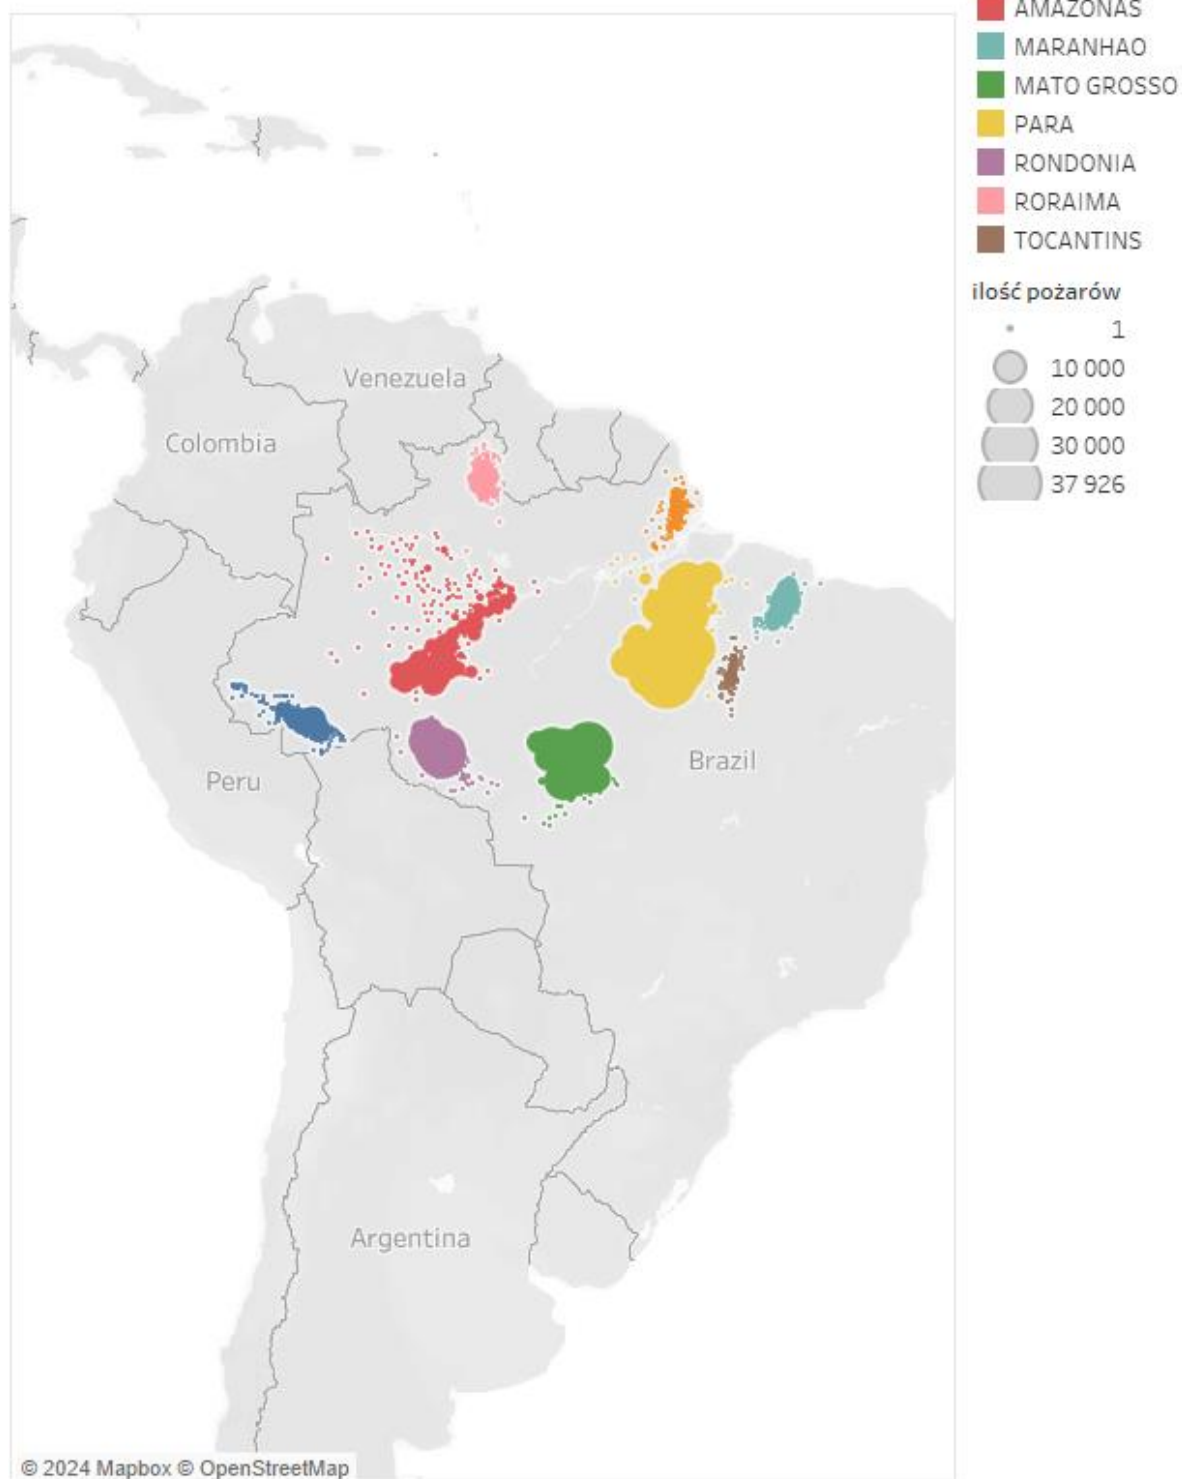 AMAZONAS
MARANHAO
MATO GROSSO
PARA
RONDONIA
RORAIMA
TOCANTINS
ilość pożarów
1
10 000
20 000
30 000
37 926
Venezuela
Colombia
Brazil
Peru
Argentina
© 2024 Mapbox © OpenStreetMap